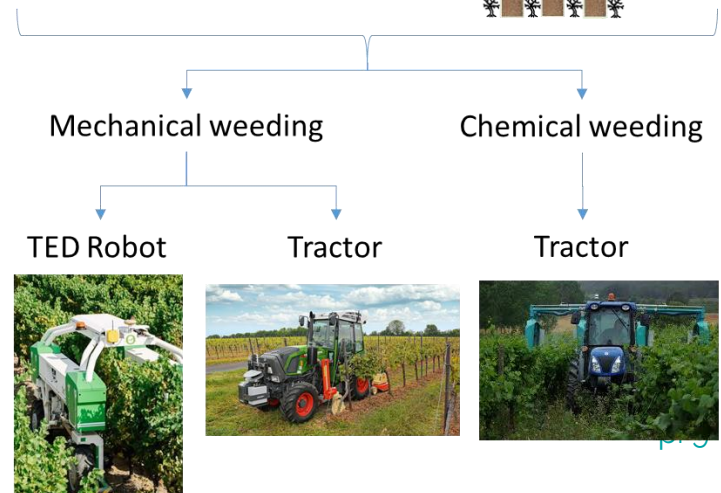 Mechanical weeding
Chemical weeding
TED Robot
Tractor
Tractor